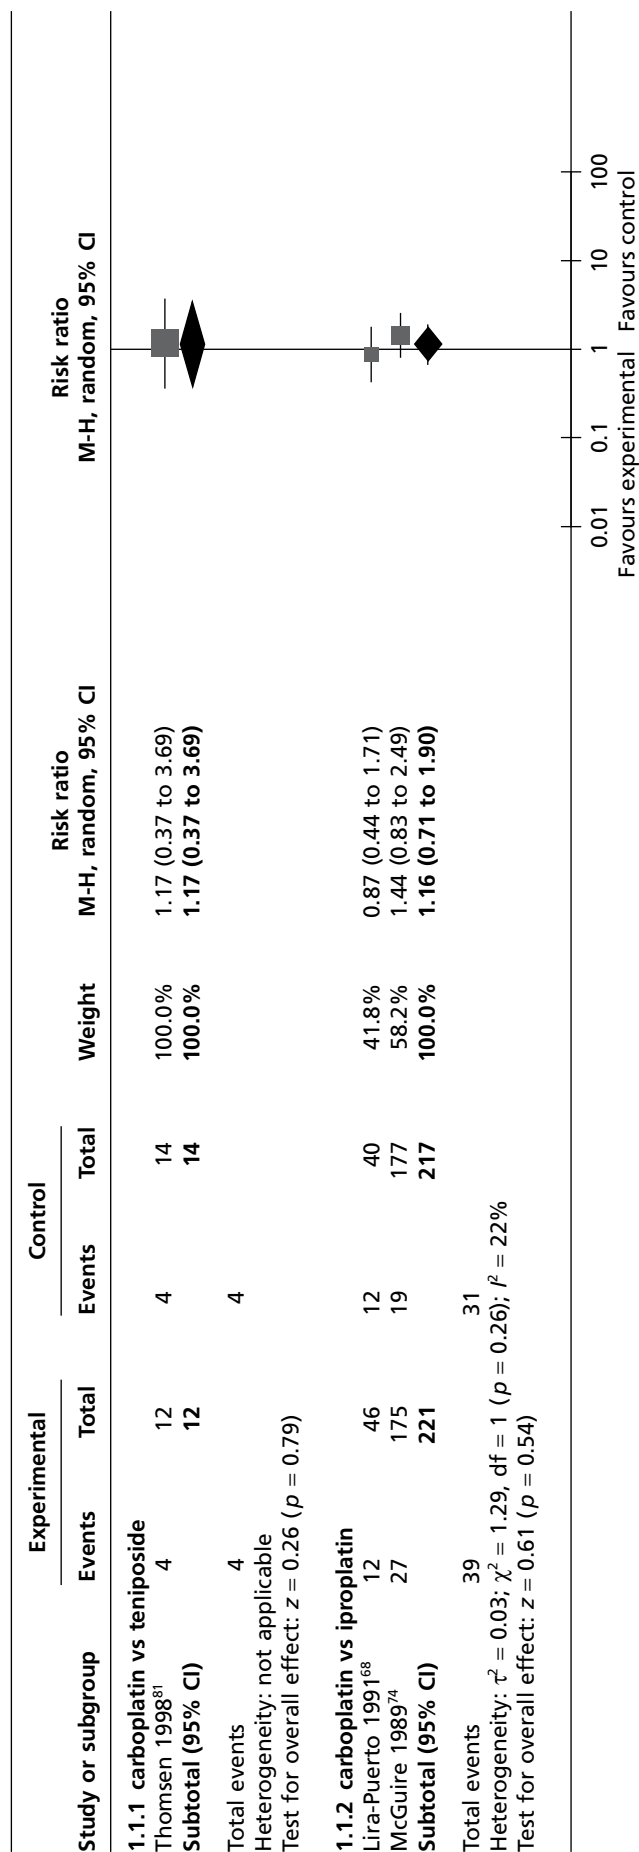 Experimental Control Risk ratio Risk ratio
Study or subgroup Events Total Events Total Weight M-H, random, 95% CI M-H, random, 95% CI
1.1.1 carboplatin vs teniposide
Thomsen 1998⁸¹ 4 12 4 14 100.0% 1.17 (0.37 to 3.69)
Subtotal (95% CI) 12 14 100.0% 1.17 (0.37 to 3.69)
Total events 4 4
Heterogeneity: not applicable
Test for overall effect: z = 0.26 (p = 0.79)
1.1.2 carboplatin vs iproplatin
Lira-Puerto 1991⁶⁸ 12 46 12 40 41.8% 0.87 (0.44 to 1.71)
McGuire 1989⁷⁴ 27 175 19 177 58.2% 1.44 (0.83 to 2.49)
Subtotal (95% CI) 221 217 100.0% 1.16 (0.71 to 1.90)
Total events 39 31
Heterogeneity: τ² = 0.03; χ² = 1.29, df = 1 (p = 0.26); I² = 22%
Test for overall effect: z = 0.61 (p = 0.54)
0.01 0.1 1 10 100
Favours experimental Favours control